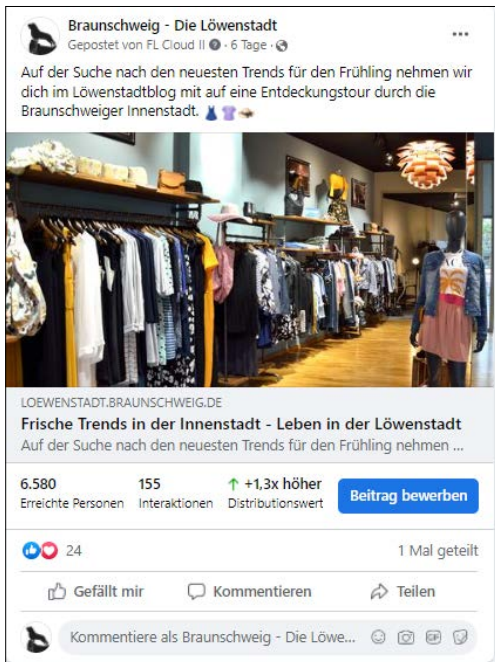 Braunschweig - Die Löwenstadt
Gepostet von FL Cloud II · 6 Tage ·
Auf der Suche nach den neuesten Trends für den Frühling nehmen wir
dich im Löwenstadtblog mit auf eine Entdeckungstour durch die
Braunschweiger Innenstadt. 👗👚👒
LOEWENSTADT.BRAUNSCHWEIG.DE
Frische Trends in der Innenstadt - Leben in der Löwenstadt
Auf der Suche nach den neuesten Trends für den Frühling nehmen ...
6.580 155 ↑ +1,3x höher
Erreichte Personen Interaktionen Distributionswert Beitrag bewerben
24 1 Mal geteilt
Gefällt mir Kommentieren Teilen
Kommentiere als Braunschweig - Die Löwe... GIF